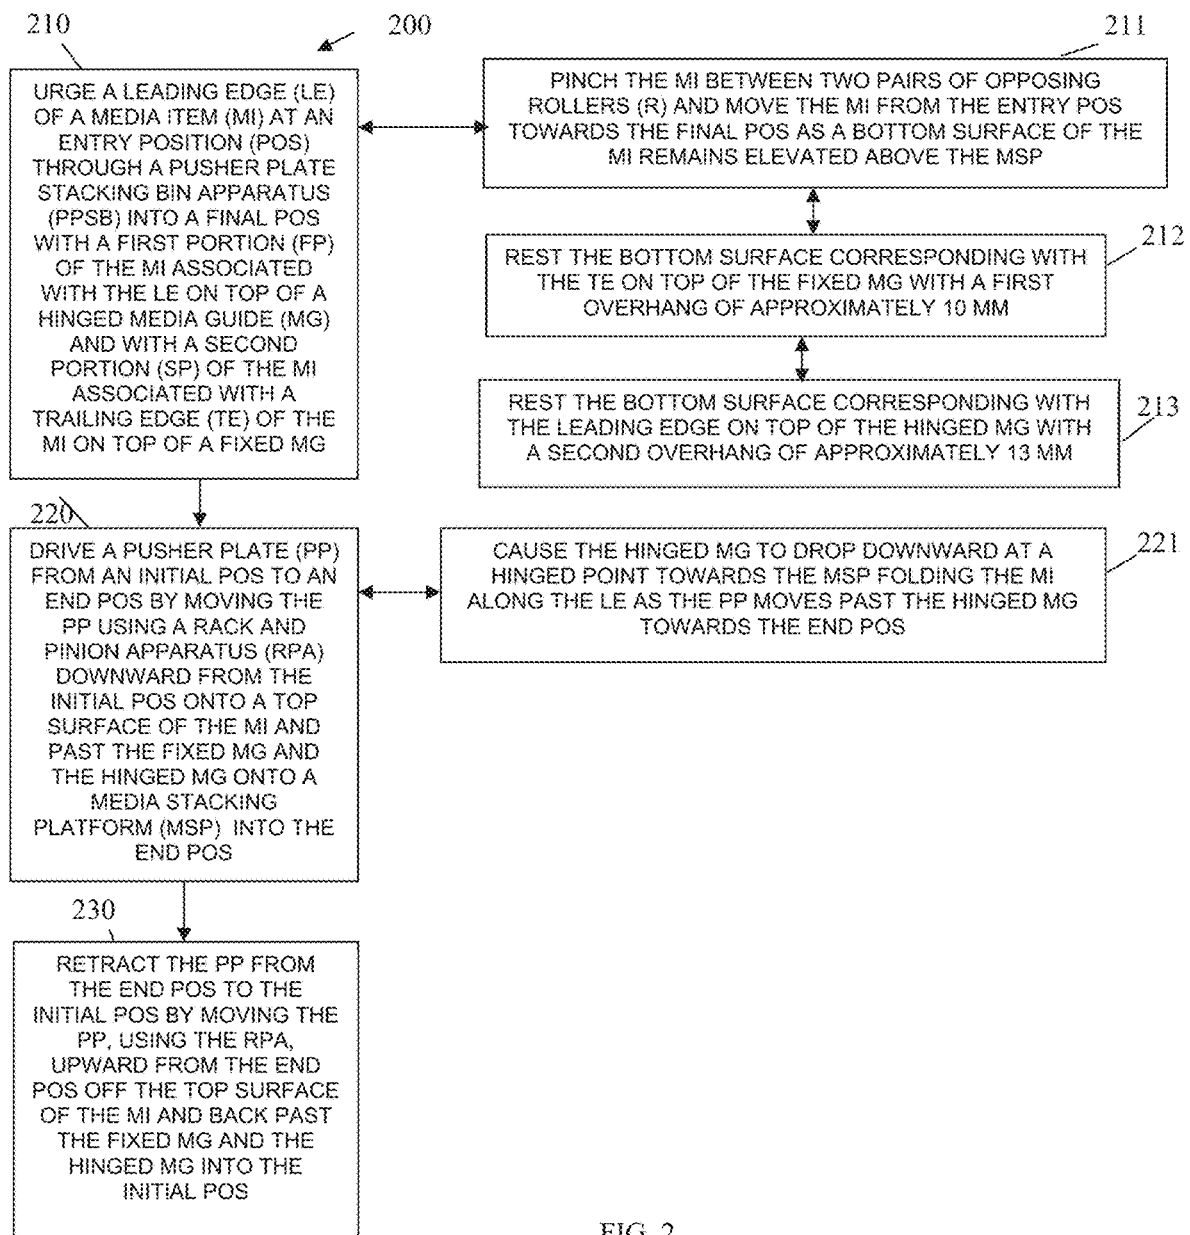 210
200
URGE A LEADING EDGE (LE)
OF A MEDIA ITEM (MI) AT AN
ENTRY POSITION (POS)
THROUGH A PUSHER PLATE
STACKING BIN APPARATUS
(PPSB) INTO A FINAL POS
WITH A FIRST PORTION (FP)
OF THE MI ASSOCIATED
WITH THE LE ON TOP OF A
HINGED MEDIA GUIDE (MG)
AND WITH A SECOND
PORTION (SP) OF THE MI
ASSOCIATED WITH A
TRAILING EDGE (TE) OF THE
MI ON TOP OF A FIXED MG
211
PINCH THE MI BETWEEN TWO PAIRS OF OPPOSING
ROLLERS (R) AND MOVE THE MI FROM THE ENTRY POS
TOWARDS THE FINAL POS AS A BOTTOM SURFACE OF THE
MI REMAINS ELEVATED ABOVE THE MSP
212
REST THE BOTTOM SURFACE CORRESPONDING WITH
THE TE ON TOP OF THE FIXED MG WITH A FIRST
OVERHANG OF APPROXIMATELY 10 MM
213
REST THE BOTTOM SURFACE CORRESPONDING WITH
THE LEADING EDGE ON TOP OF THE HINGED MG WITH
A SECOND OVERHANG OF APPROXIMATELY 13 MM
220
DRIVE A PUSHER PLATE (PP)
FROM AN INITIAL POS TO AN
END POS BY MOVING THE
PP USING A RACK AND
PINION APPARATUS (RPA)
DOWNWARD FROM THE
INITIAL POS ONTO A TOP
SURFACE OF THE MI AND
PAST THE FIXED MG AND
THE HINGED MG ONTO A
MEDIA STACKING
PLATFORM (MSP) INTO THE
END POS
221
CAUSE THE HINGED MG TO DROP DOWNWARD AT A
HINGED POINT TOWARDS THE MSP FOLDING THE MI
ALONG THE LE AS THE PP MOVES PAST THE HINGED MG
TOWARDS THE END POS
230
RETRACT THE PP FROM
THE END POS TO THE
INITIAL POS BY MOVING THE
PP, USING THE RPA,
UPWARD FROM THE END
POS OFF THE TOP SURFACE
OF THE MI AND BACK PAST
THE FIXED MG AND THE
HINGED MG INTO THE
INITIAL POS
FIG. 2